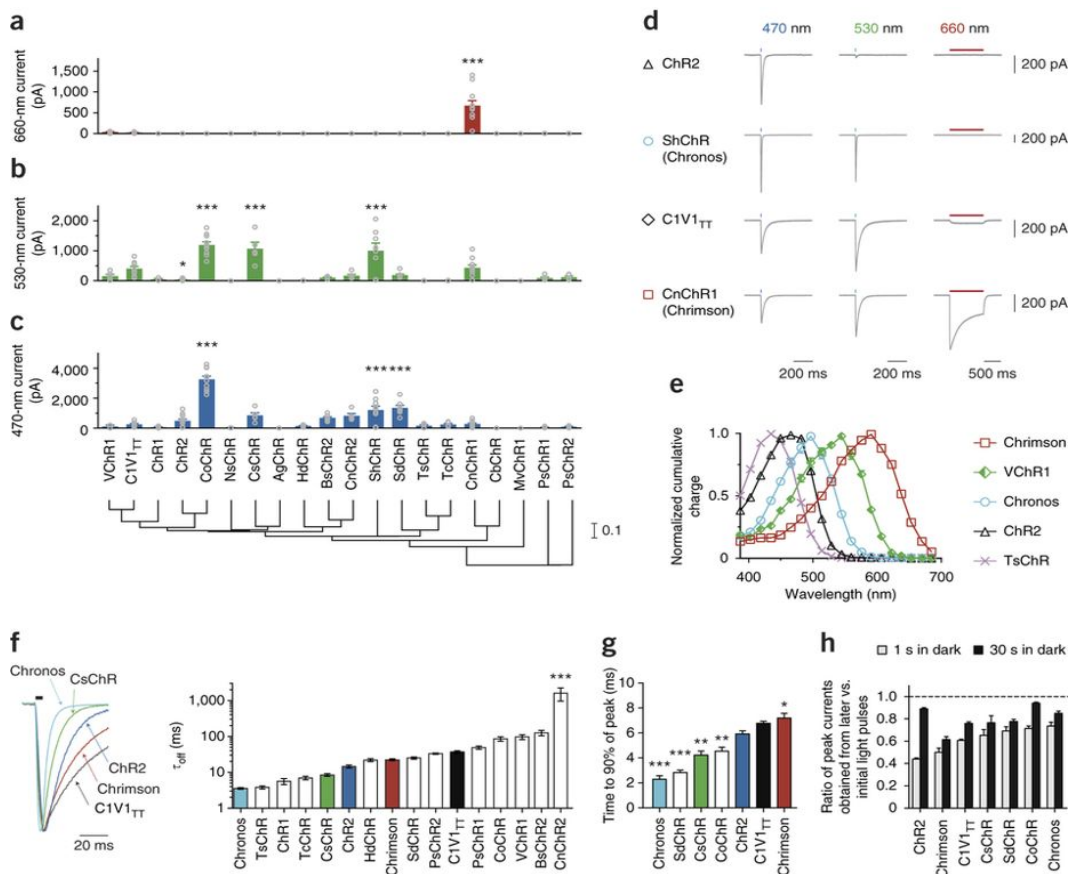 a
660-nm current
(pA)
1,500
1,000
500
0
***
b
530-nm current
(pA)
2,000
1,000
0
*
***
***
***
c
470-nm current
(pA)
4,000
2,000
0
***
***
***
VChR1
C1V1TT
ChR1
ChR2
CoChR
NsChR
CsChR
AgChR
HdChR
BsChR2
CnChR2
ShChR
SdChR
TsChR
TcChR
CnChR1
CbChR
MvChR1
PsChR1
PsChR2
0.1
d
470 nm
530 nm
660 nm
ChR2
200 pA
ShChR
(Chronos)
200 pA
C1V1TT
200 pA
CnChR1
(Chrimson)
200 pA
200 ms
200 ms
500 ms
e
Normalized cumulative
charge
1.0
0.5
0
400
500
600
700
Wavelength (nm)
Chrimson
VChR1
Chronos
ChR2
TsChR
f
Chronos
CsChR
ChR2
Chrimson
C1V1TT
20 ms
τoff (ms)
1,000
100
10
1
***
Chronos
TsChR
ChR1
TcChR
CsChR
ChR2
HdChR
Chrimson
SdChR
PsChR2
C1V1TT
PsChR1
CoChR
VChR1
BsChR2
CnChR2
g
Time to 90% of peak (ms)
8
6
4
2
0
***
***
**
**
*
Chronos
SdChR
CsChR
CoChR
ChR2
C1V1TT
Chrimson
h
1 s in dark
30 s in dark
Ratio of peak currents
obtained from later vs.
initial light pulses
1.0
0.8
0.6
0.4
0.2
0
ChR2
Chrimson
C1V1TT
CsChR
SdChR
CoChR
Chronos